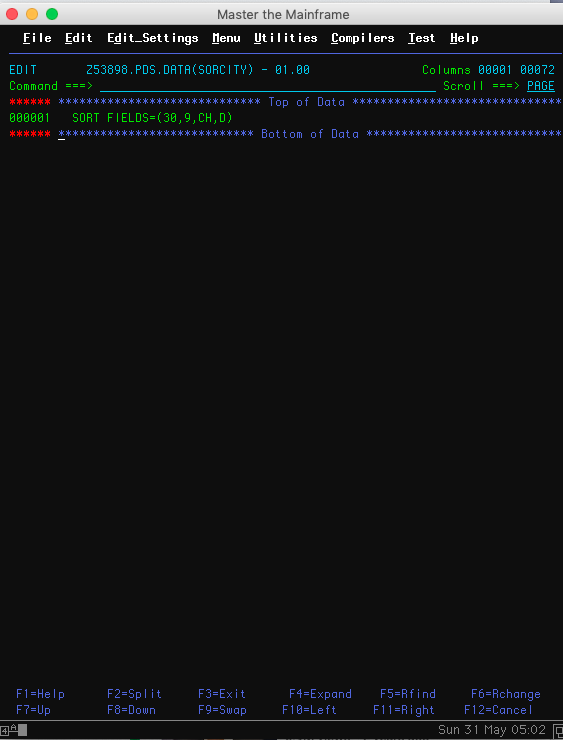 Master the Mainframe
File Edit Edit_Settings Menu Utilities Compilers Test Help
EDIT Z53898.PDS.DATA(SORCITY) - 01.00 Columns 00001 00072
Command ===> Scroll ===> PAGE
****** ***************************** Top of Data ******************************
000001 SORT FIELDS=(30,9,CH,D)
****** **************************** Bottom of Data ****************************
F1=Help F2=Split F3=Exit F4=Expand F5=Rfind F6=Rchange
F7=Up F8=Down F9=Swap F10=Left F11=Right F12=Cancel
4 A Sun 31 May 05:02